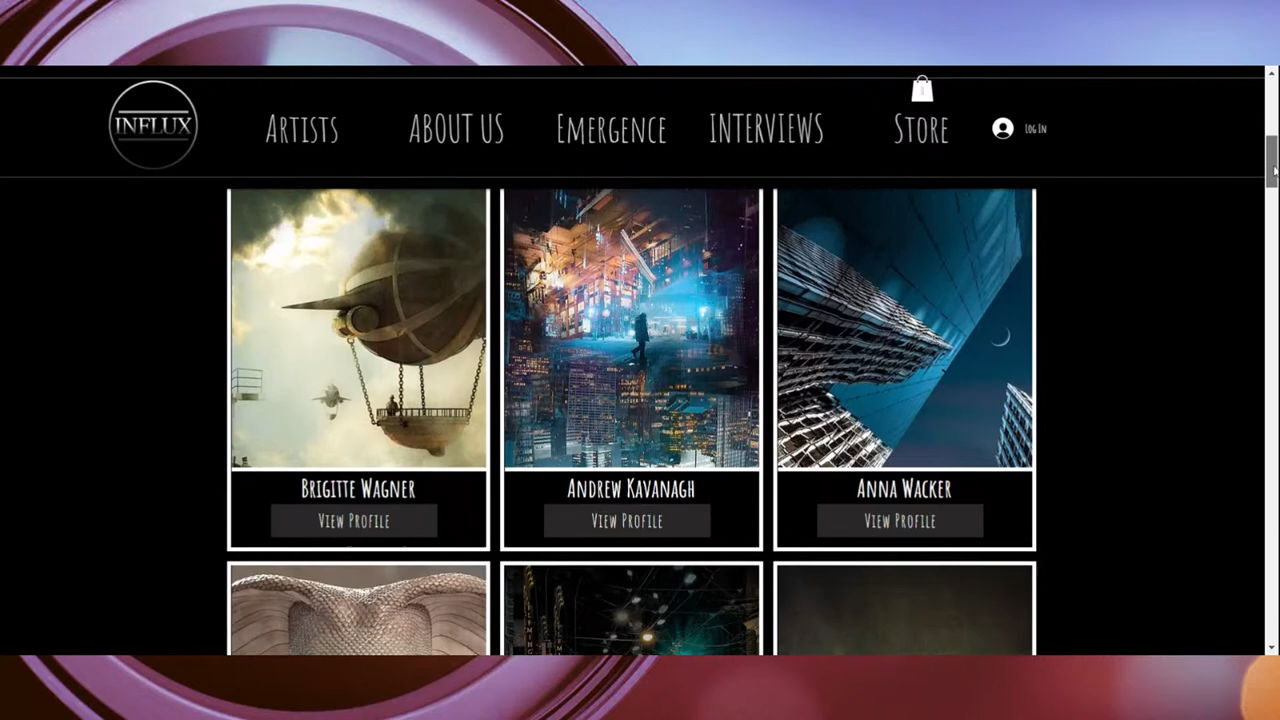 INFLUX
ARTISTS
ABOUT US
EMERGENCE
INTERVIEWS
STORE
LOG IN
BRIGITTE WAGNER
VIEW PROFILE
ANDREW KAVANAGH
VIEW PROFILE
ANNA WACKER
VIEW PROFILE